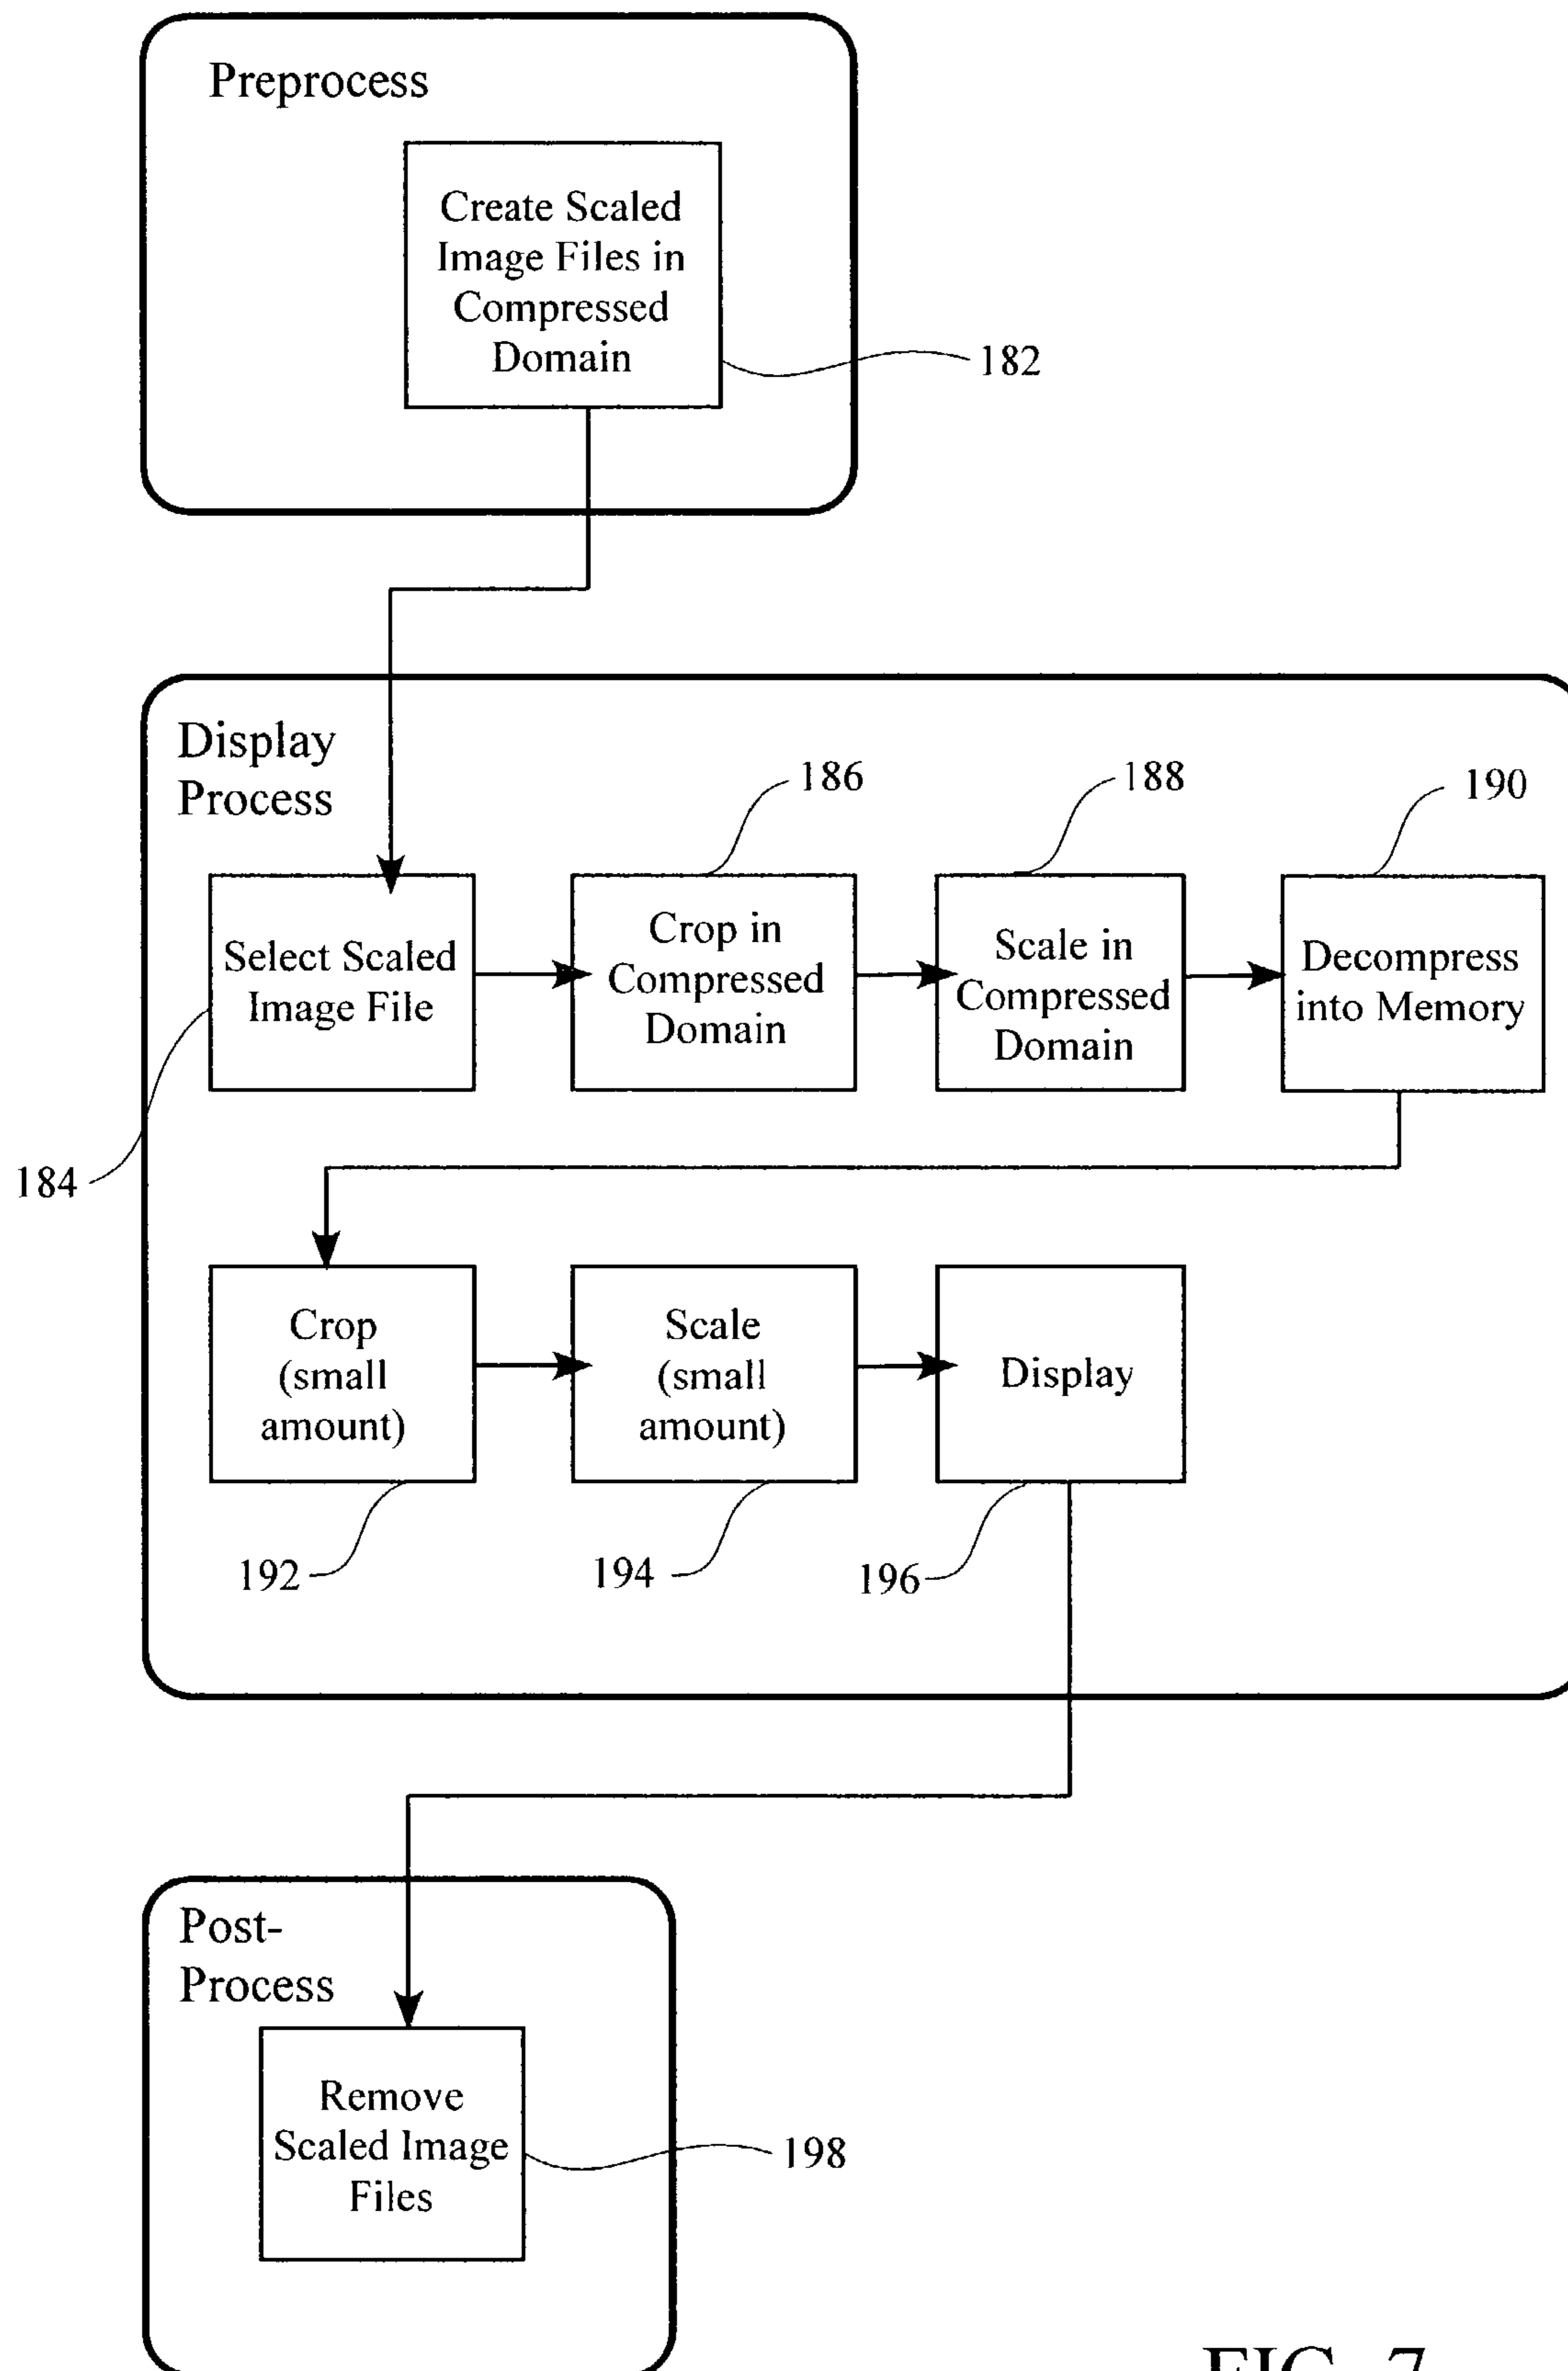 Preprocess
Create Scaled
Image Files in
Compressed
Domain
182
Display
Process
186
188
190
Select Scaled
Image File
Crop in
Compressed
Domain
Scale in
Compressed
Domain
Decompress
into Memory
184
Crop
(small
amount)
Scale
(small
amount)
Display
192
194
196
Post-
Process
Remove
Scaled Image
Files
198
FIG. 7